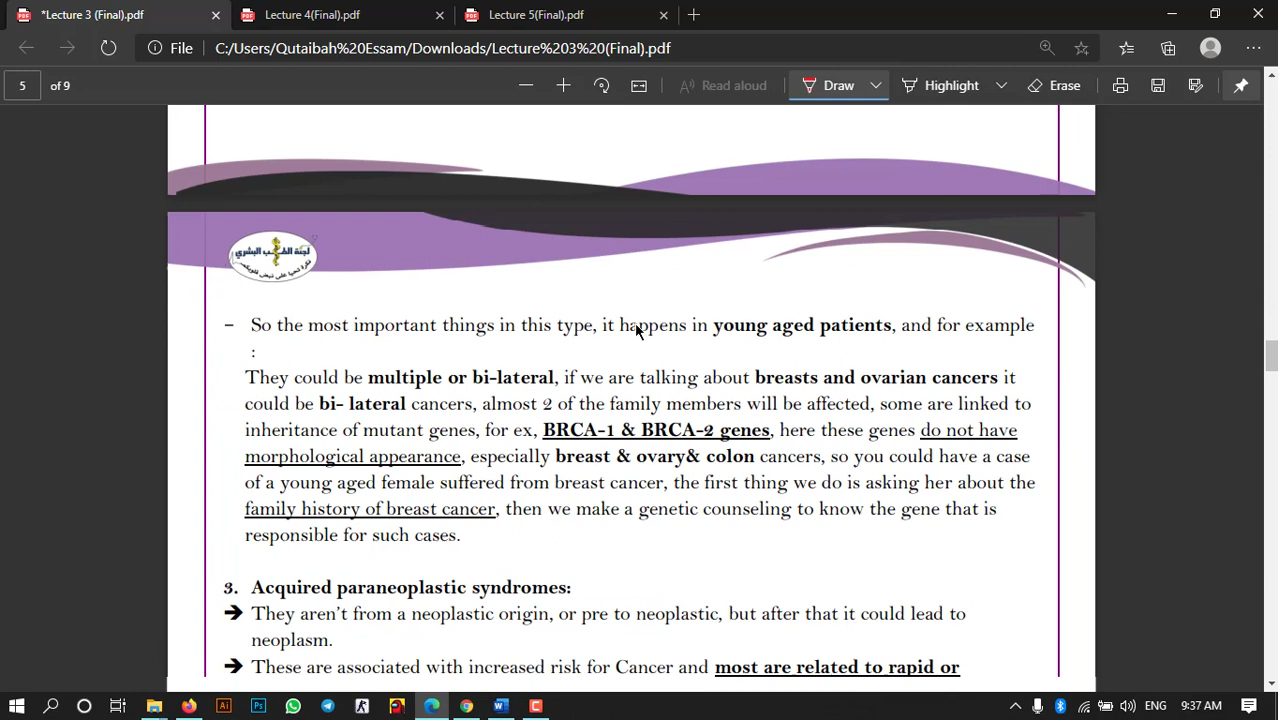 *Lecture 3 (Final).pdf
Lecture 4(Final).pdf
Lecture 5(Final).pdf
File
C:/Users/Qutaibah%20Essam/Downloads/Lecture%203%20(Final).pdf
5 of 9
Read aloud
Draw
Highlight
Erase
لجنة الطب البشري
فكرة تحيا على نبض قلوبكم
- So the most important things in this type, it happens in young aged patients, and for example
:
They could be multiple or bi-lateral, if we are talking about breasts and ovarian cancers it
could be bi- lateral cancers, almost 2 of the family members will be affected, some are linked to
inheritance of mutant genes, for ex, BRCA-1 & BRCA-2 genes, here these genes do not have
morphological appearance, especially breast & ovary& colon cancers, so you could have a case
of a young aged female suffered from breast cancer, the first thing we do is asking her about the
family history of breast cancer, then we make a genetic counseling to know the gene that is
responsible for such cases.
3. Acquired paraneoplastic syndromes:
➔ They aren't from a neoplastic origin, or pre to neoplastic, but after that it could lead to
neoplasm.
➔ These are associated with increased risk for Cancer and most are related to rapid or
ENG
9:37 AM